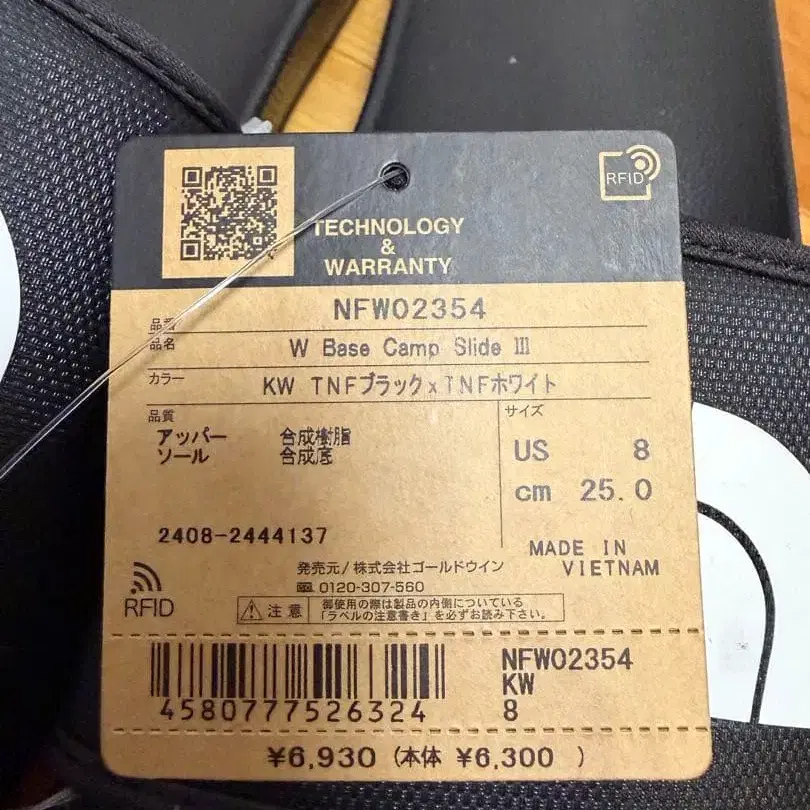 RFID
TECHNOLOGY
&
WARRANTY
品番 NFW02354
品名 W Base Camp Slide III
カラー KW TNFブラックxTNFホワイト
品質 サイズ
アッパー 合成樹脂
ソール 合成底
US 8
cm 25.0
2408-2444137
MADE IN
VIETNAM
発売元/株式会社ゴールドウイン
0120-307-560
RFID
注意 御使用の際は製品の内側についている
「ラベルの注意書き」を必ずお読み下さい。
4580777526324
NFW02354
KW
8
¥6,930 (本体 ¥6,300 )